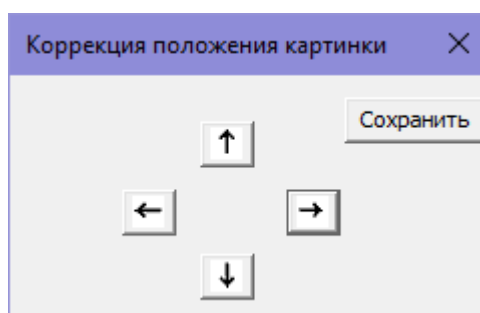 Коррекция положения картинки
Сохранить